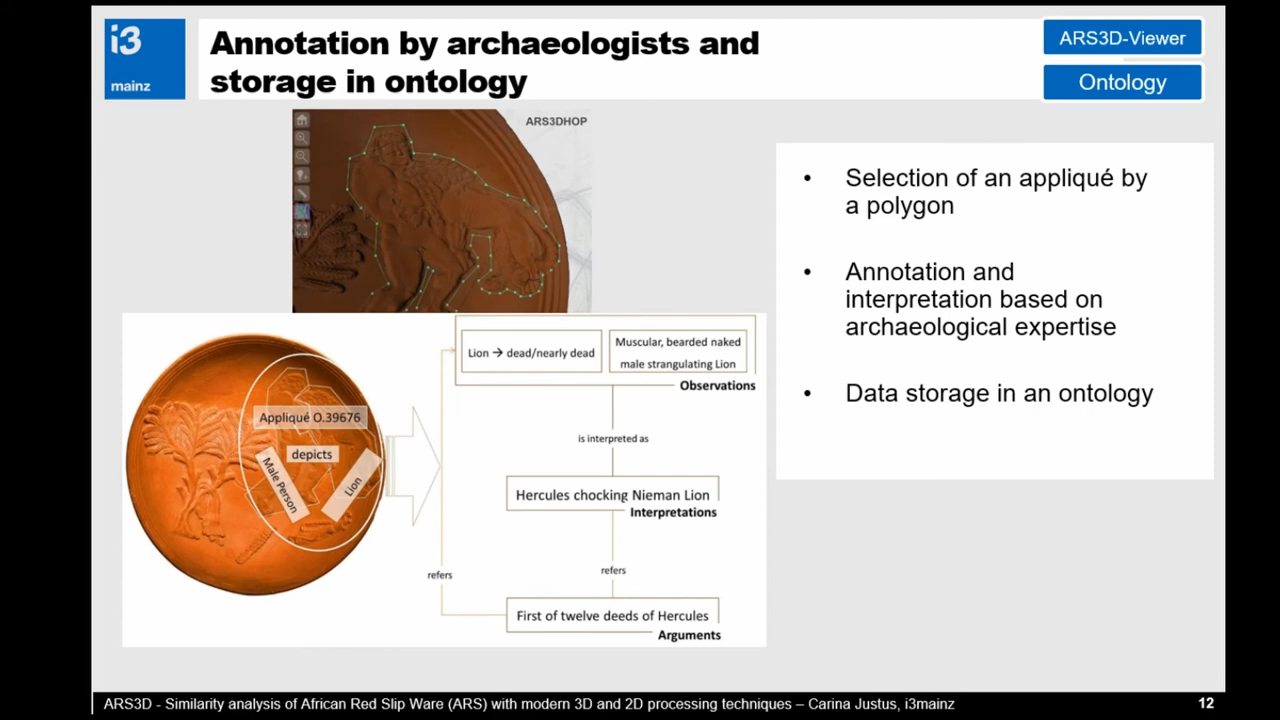 i3
mainz
Annotation by archaeologists and
storage in ontology
ARS3D-Viewer
Ontology
ARS3DHOP
Selection of an appliqué by
a polygon
Annotation and
interpretation based on
archaeological expertise
Data storage in an ontology
Appliqué O.39676
depicts
Male Person
Lion
Lion → dead/nearly dead
Muscular, bearded naked
male strangulating Lion
Observations
is interpreted as
Hercules chocking Nieman Lion
Interpretations
refers
refers
First of twelve deeds of Hercules
Arguments
ARS3D - Similarity analysis of African Red Slip Ware (ARS) with modern 3D and 2D processing techniques – Carina Justus, i3mainz
12